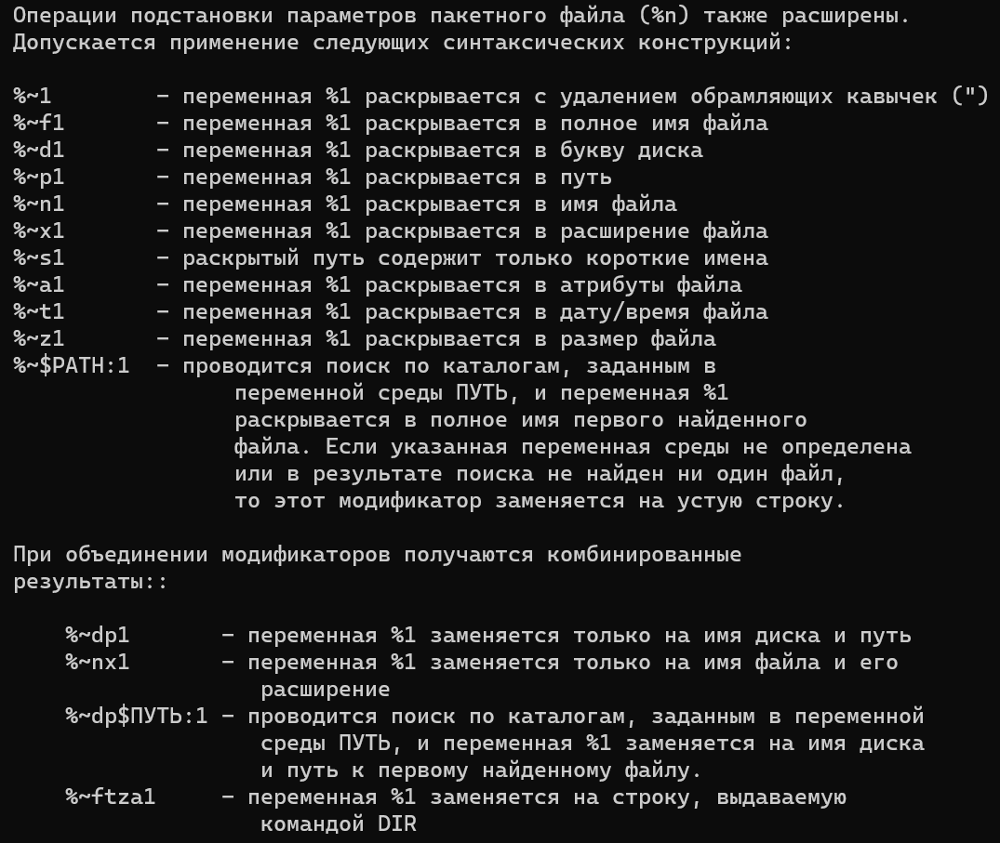 Операции подстановки параметров пакетного файла (%n) также расширены.
Допускается применение следующих синтаксических конструкций:

%~1        - переменная %1 раскрывается с удалением обрамляющих кавычек (")
%~f1       - переменная %1 раскрывается в полное имя файла
%~d1       - переменная %1 раскрывается в букву диска
%~p1       - переменная %1 раскрывается в путь
%~n1       - переменная %1 раскрывается в имя файла
%~x1       - переменная %1 раскрывается в расширение файла
%~s1       - раскрытый путь содержит только короткие имена
%~a1       - переменная %1 раскрывается в атрибуты файла
%~t1       - переменная %1 раскрывается в дату/время файла
%~z1       - переменная %1 раскрывается в размер файла
%~$PATH:1  - проводится поиск по каталогам, заданным в
                 переменной среды ПУТЬ, и переменная %1
                 раскрывается в полное имя первого найденного
                 файла. Если указанная переменная среды не определена
                 или в результате поиска не найден ни один файл,
                 то этот модификатор заменяется на устую строку.

При объединении модификаторов получаются комбинированные
результаты::

    %~dp1       - переменная %1 заменяется только на имя диска и путь
    %~nx1       - переменная %1 заменяется только на имя файла и его
                   расширение
    %~dp$ПУТЬ:1 - проводится поиск по каталогам, заданным в переменной
                   среды ПУТЬ, и переменная %1 заменяется на имя диска
                   и путь к первому найденному файлу.
    %~ftza1     - переменная %1 заменяется на строку, выдаваемую
                   командой DIR